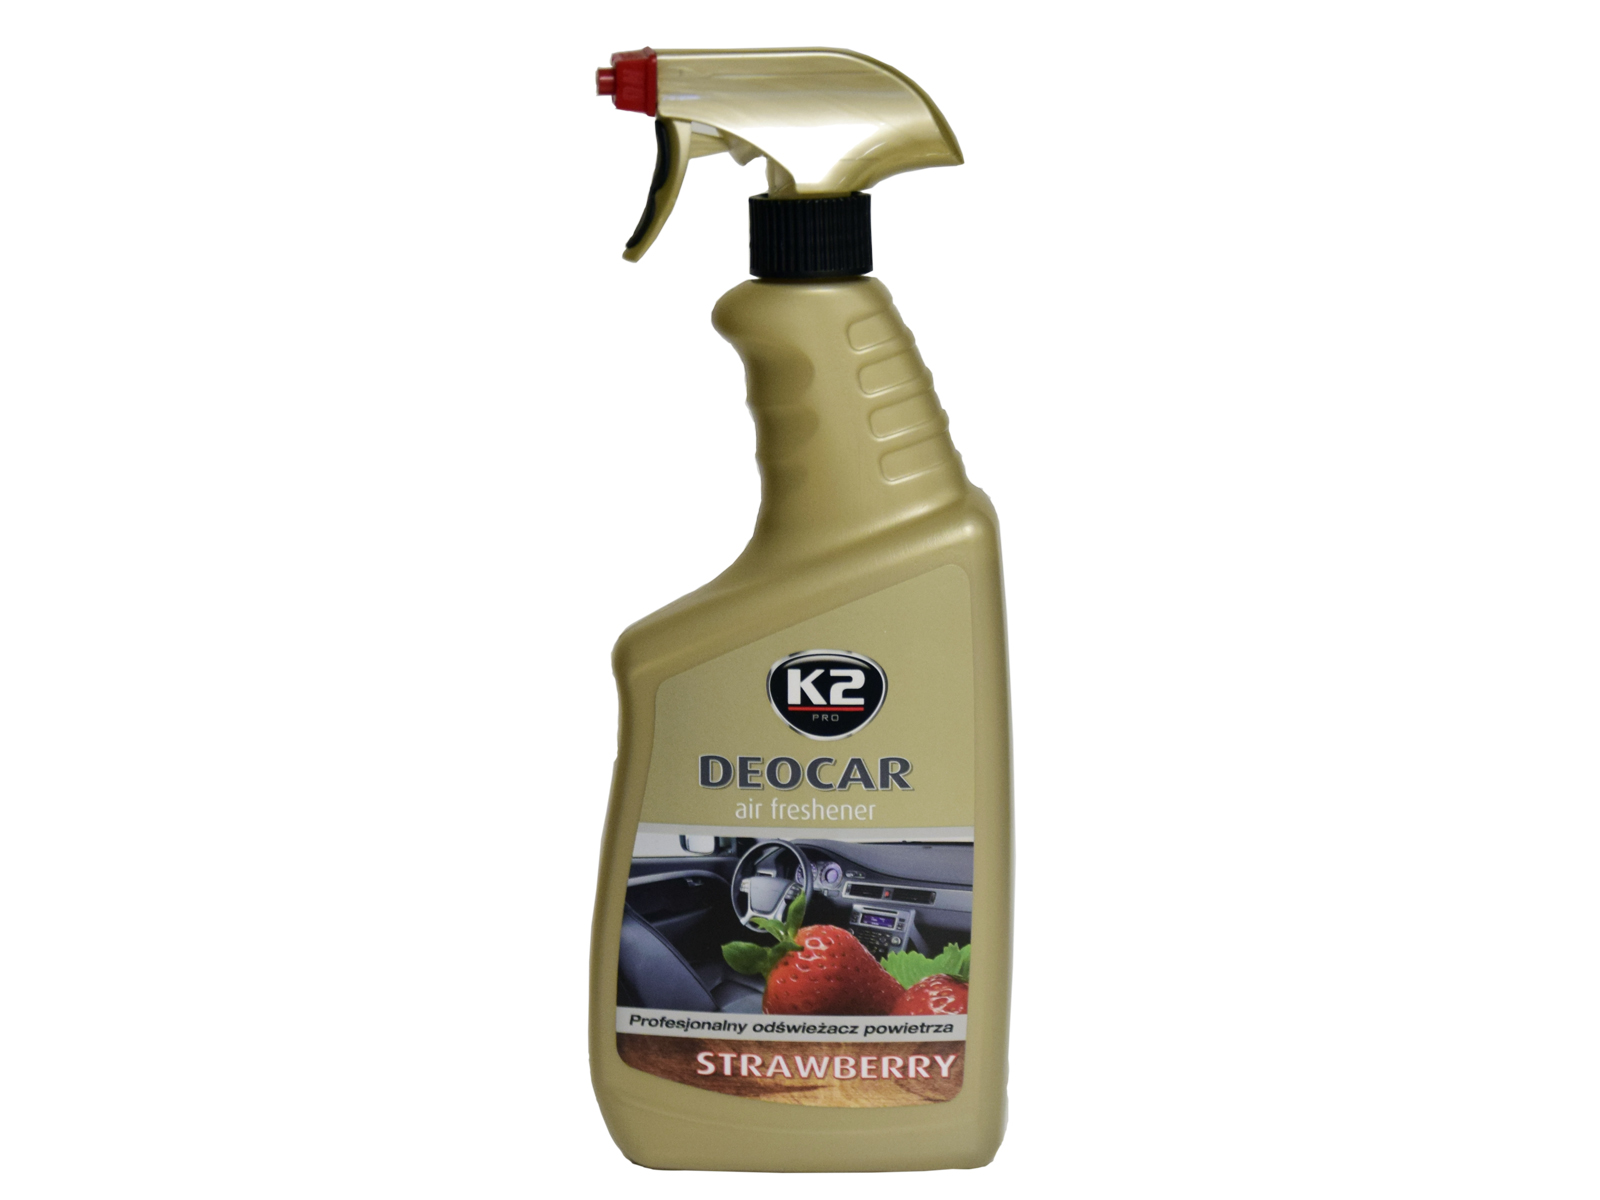 K2
PRO
DEOCAR
air freshener
Profesjonalny odświeżacz powietrza
STRAWBERRY